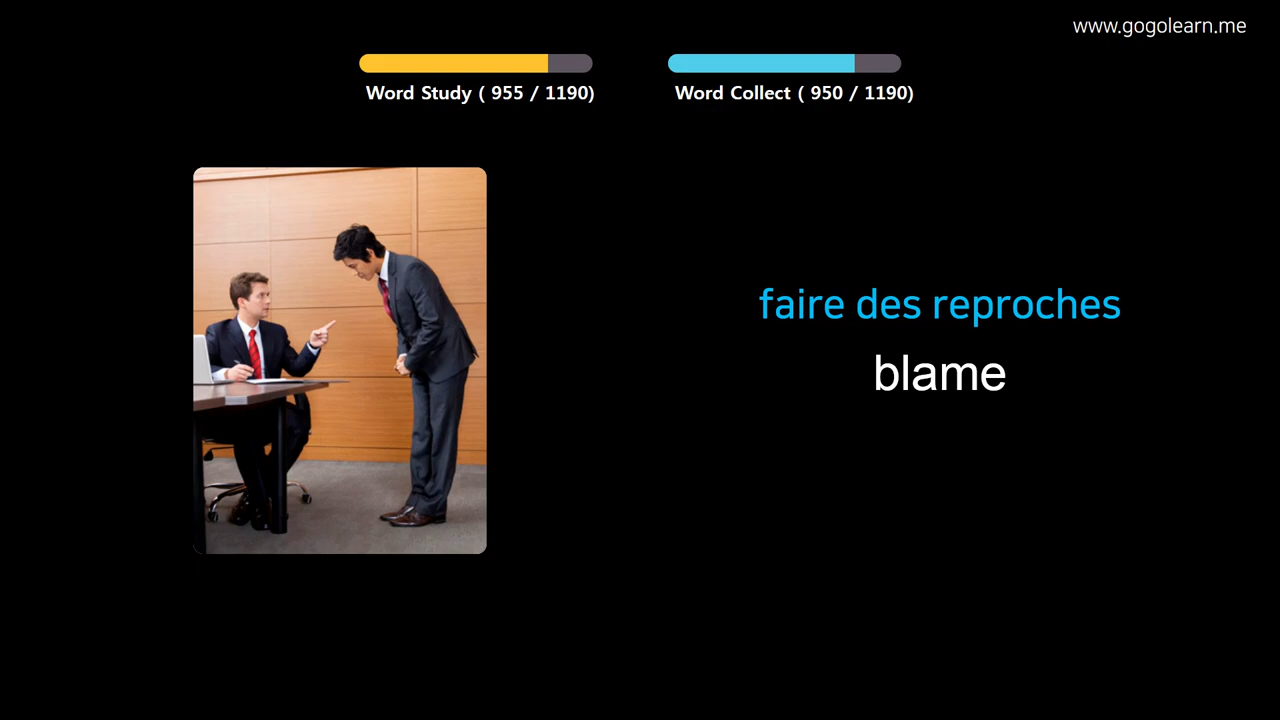 www.gogolearn.me
Word Study ( 955 / 1190)
Word Collect ( 950 / 1190)
faire des reproches
blame